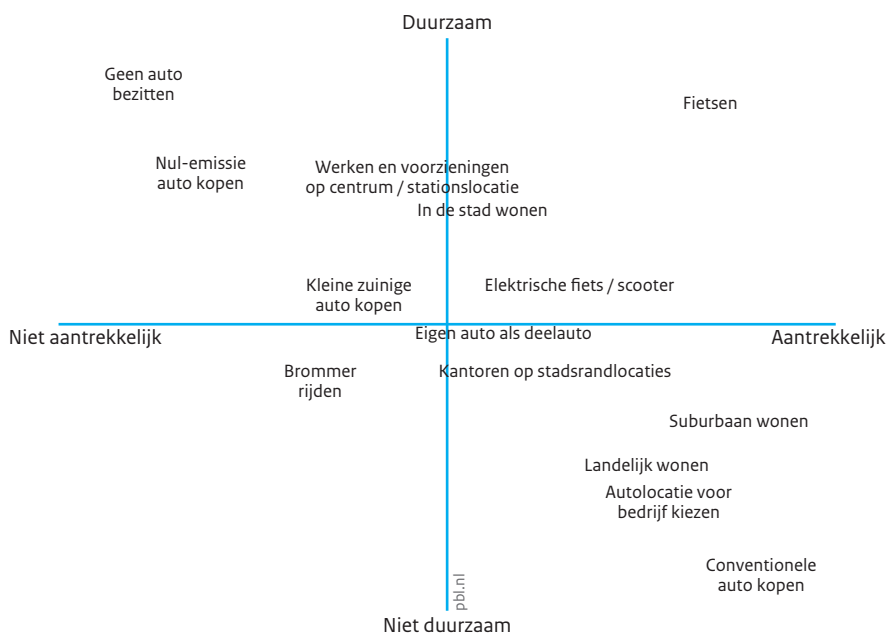 Duurzaam
Geen auto
bezitten
Fietsen
Nul-emissie
auto kopen
Werken en voorzieningen
op centrum / stationslocatie
In de stad wonen
Kleine zuinige
auto kopen
Elektrische fiets / scooter
Niet aantrekkelijk
Eigen auto als deelauto
Aantrekkelijk
Brommer
rijden
Kantoren op stadsrandlocaties
Suburbaan wonen
Landelijk wonen
Autolocatie voor
bedrijf kiezen
Conventionele
auto kopen
pbl.nl
Niet duurzaam